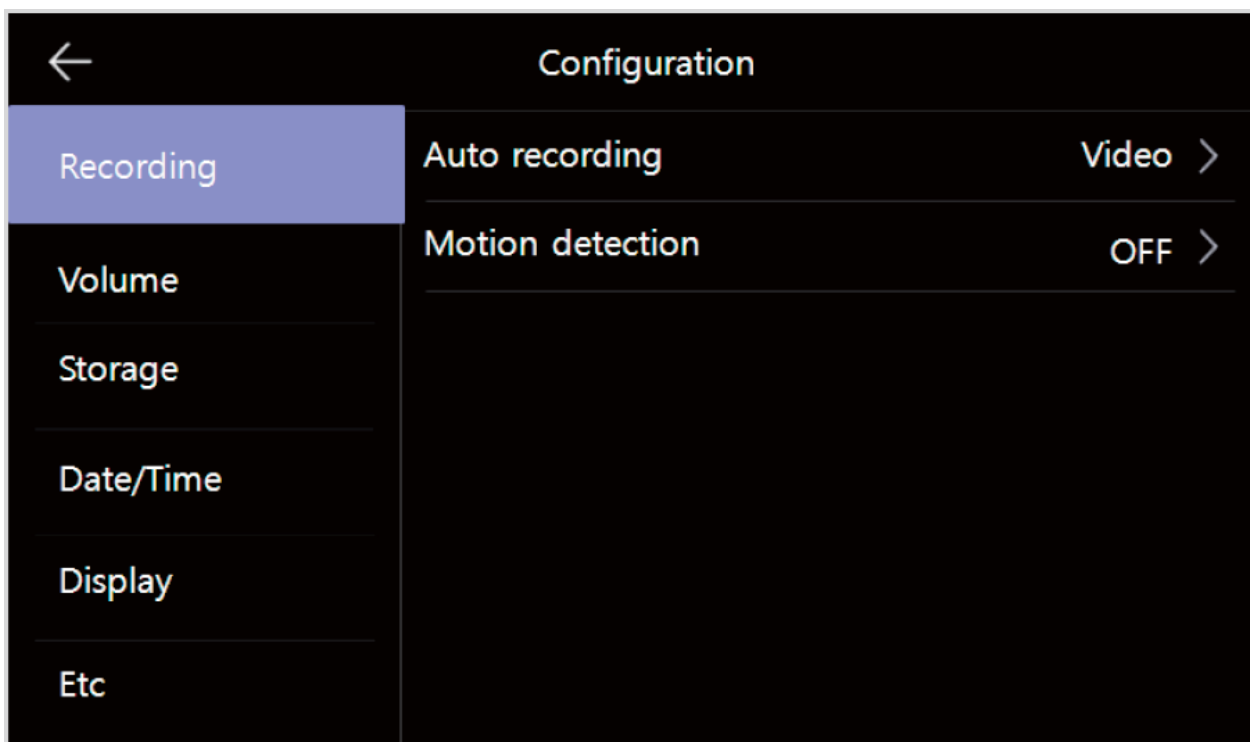 Configuration
Recording
Volume
Storage
Date/Time
Display
Etc
Auto recording Video
Motion detection OFF